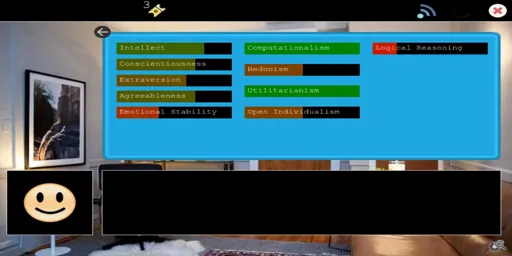 3
Intellect
Conscientiousness
Extraversion
Agreeableness
Emotional Stability
Computationalism
Hedonism
Utilitarianism
Open Individualism
Logical Reasoning